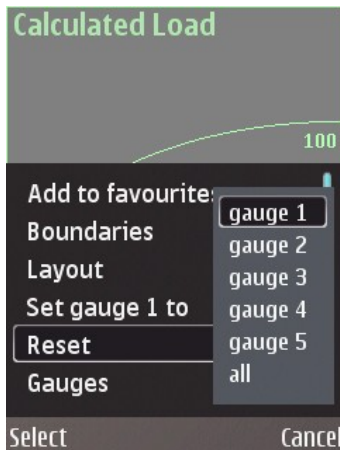 Calculated Load
100
Add to favourites
Boundaries
Layout
Set gauge 1 to
Reset
Gauges
gauge 1
gauge 2
gauge 3
gauge 4
gauge 5
all
Select
Cancel